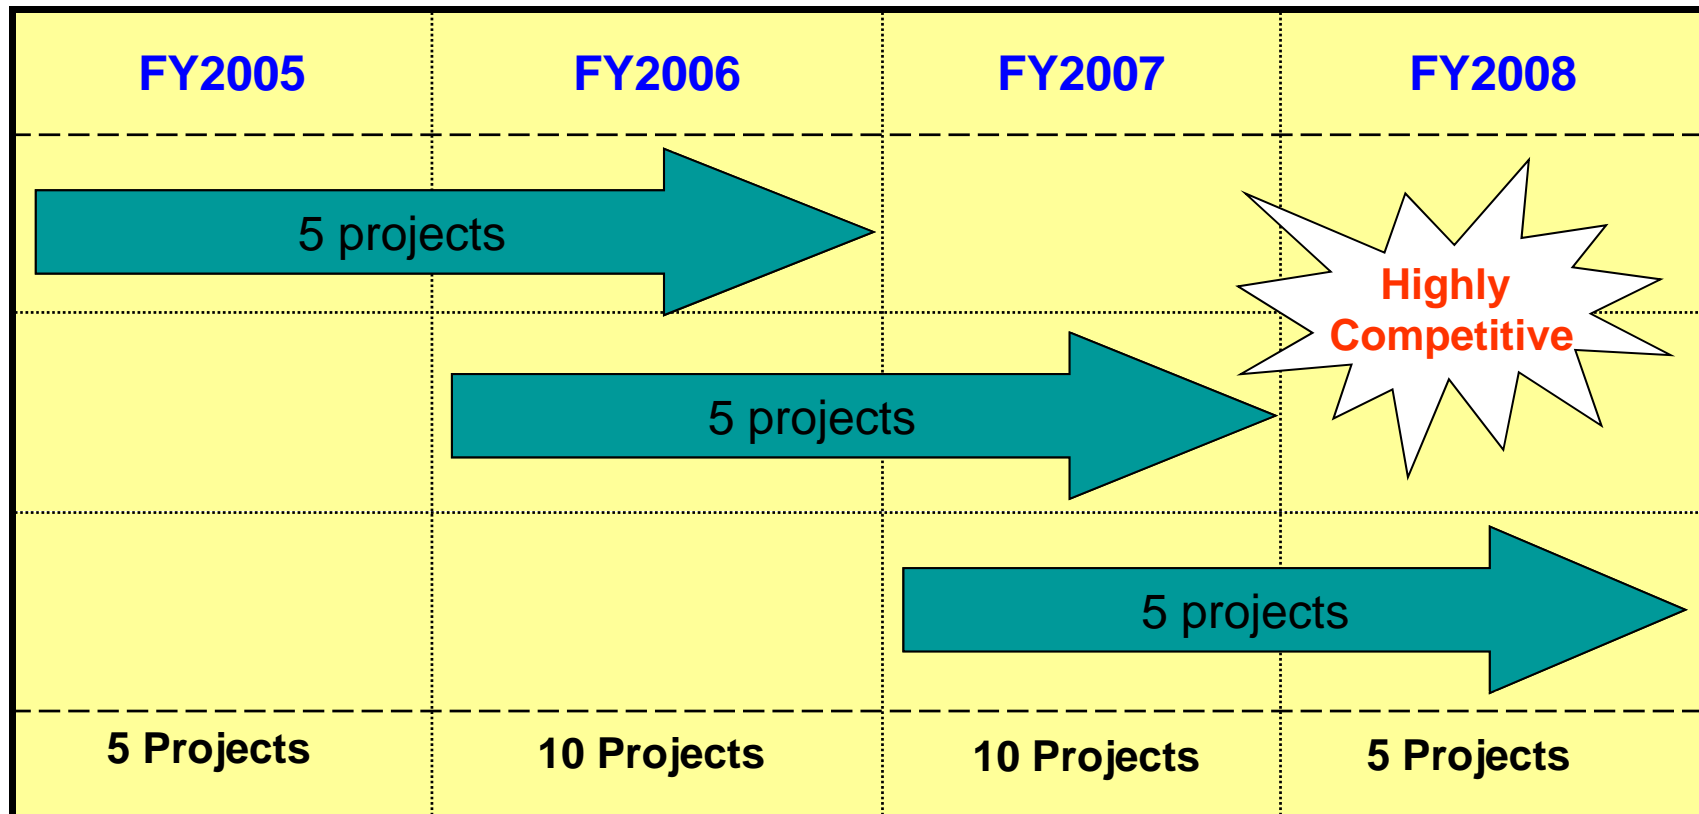 FY2005
FY2006
FY2007
FY2008
5 projects
Highly
Competitive
5 projects
5 projects
5 Projects
10 Projects
10 Projects
5 Projects